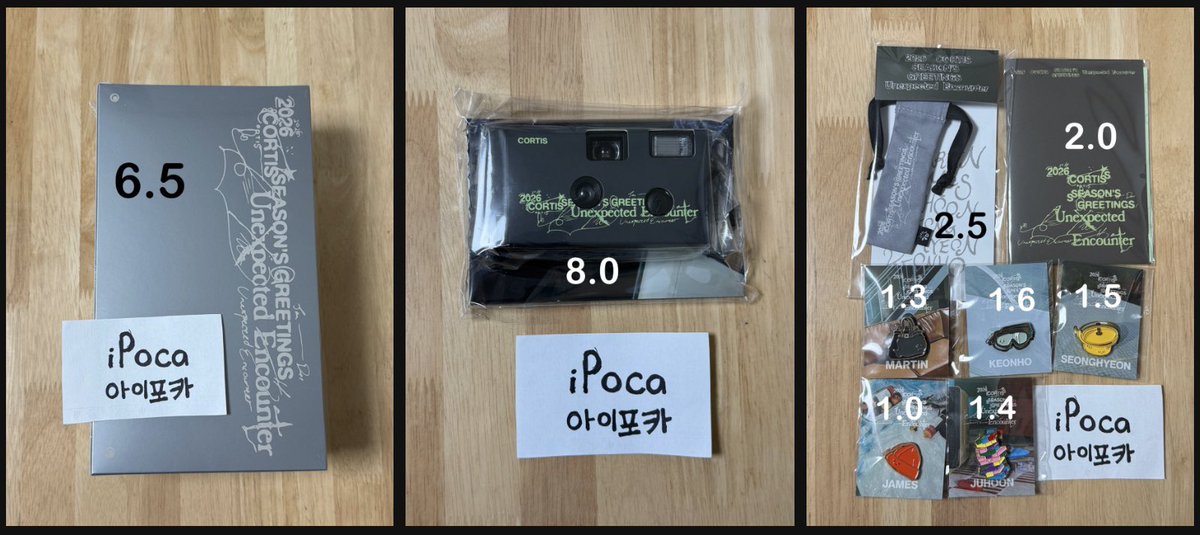 6.5
2026
CORTIS
SEASON'S
GREETINGS
Unexpected
Encounter
Unexpected Encounter
iPoca
아이포카
CORTIS
2026
CORTIS SEASON'S GREETINGS
Unexpected Encounter
8.0
iPoca
아이포카
2026 CORTIS
SEASON'S
GREETINGS
Unexpected Encounter
2.5
2.0
2026
CORTIS
SEASON'S
GREETINGS
Unexpected
Encounter
1.3
MARTIN
1.6
KEONHO
1.5
SEONGHYEON
1.0
JAMES
1.4
JUHOON
iPoca
아이포카